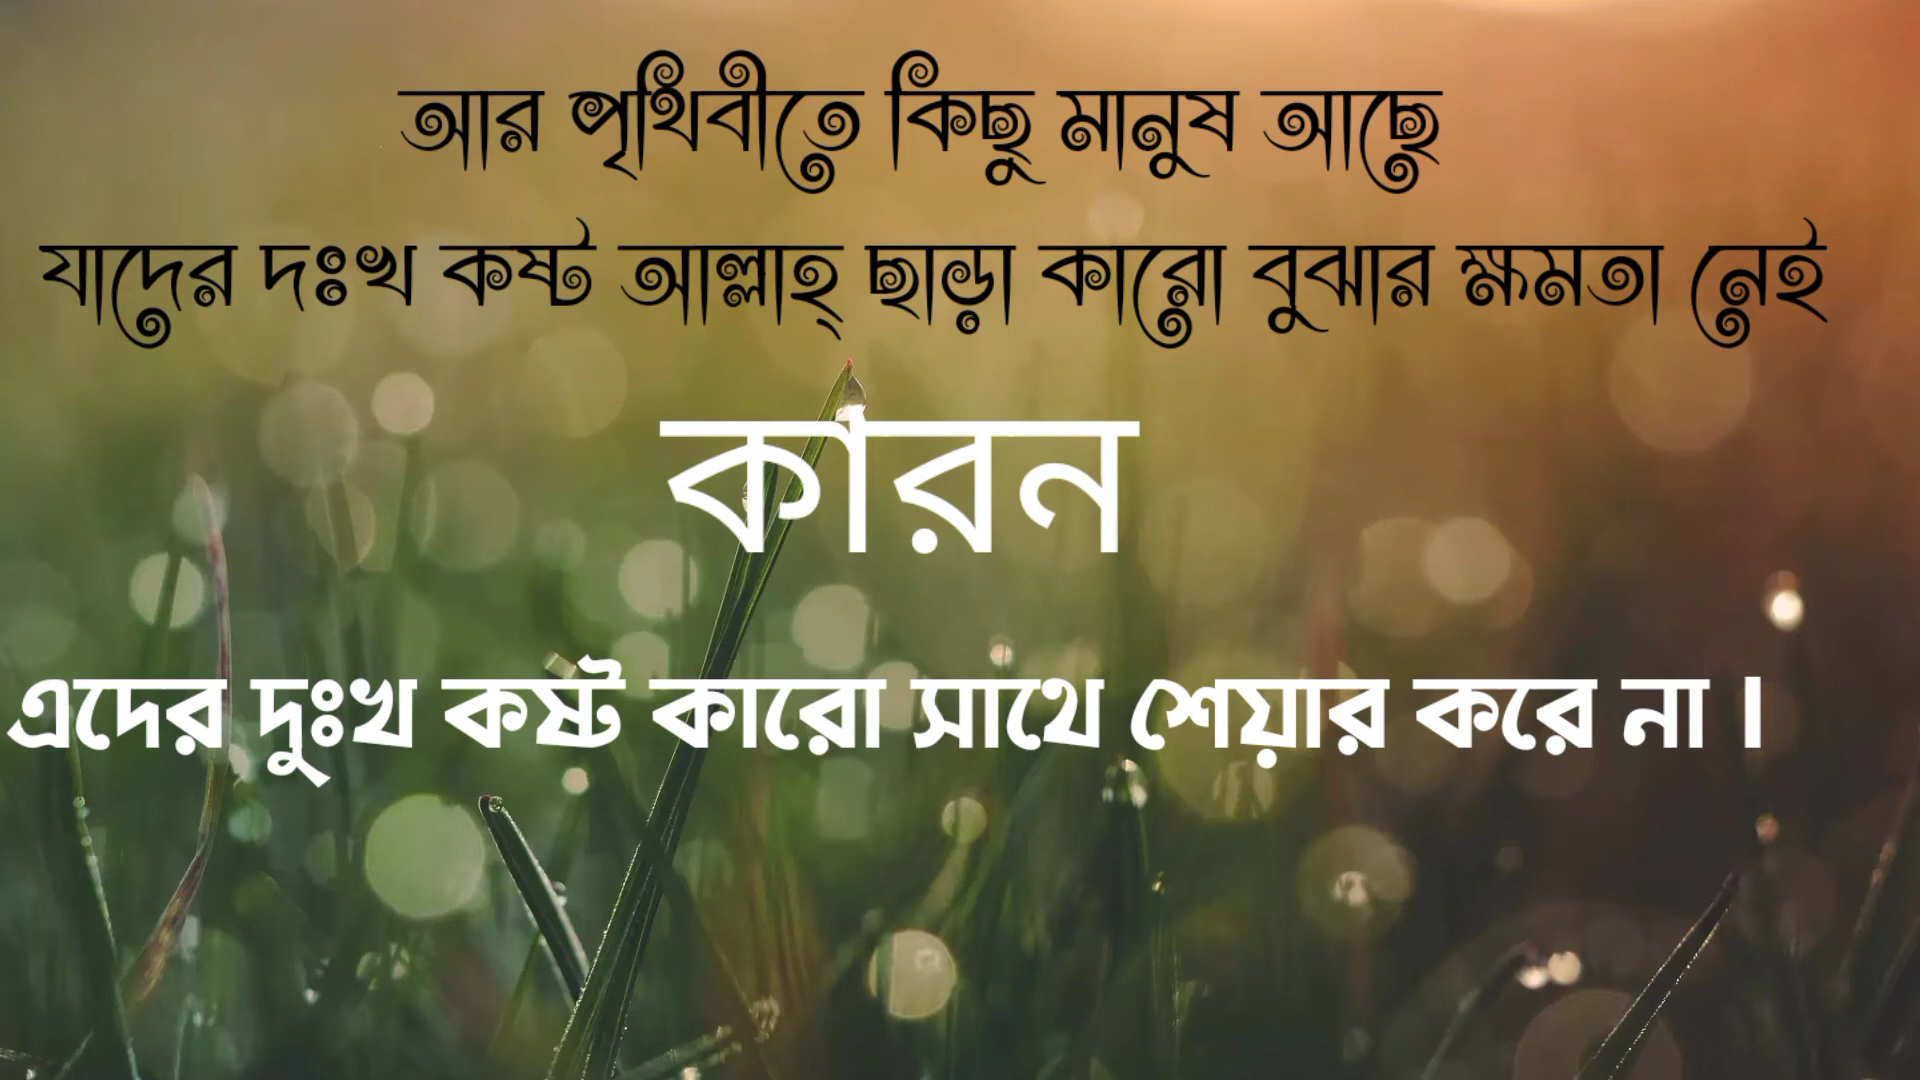 আর পৃথিবীতে কিছু মানুষ আছে
যাদের দঃখ কষ্ট আল্লাহ্ ছাড়া কারো বুঝার ক্ষমতা নেই
কারন
এদের দুঃখ কষ্ট কারো সাথে শেয়ার করে না ।